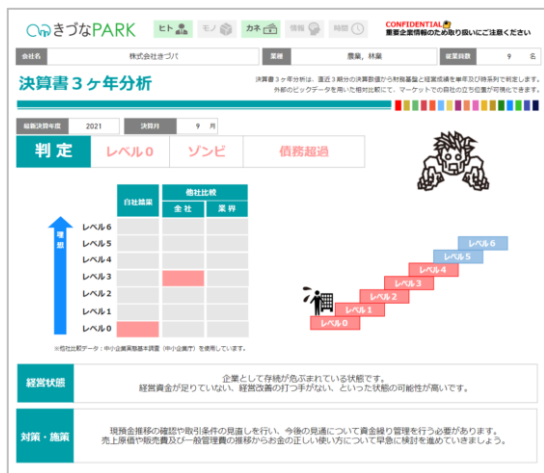 きづなPARK
ヒト モノ カネ 情報 時間
CONFIDENTIAL
重要企業情報のため取り扱いにご注意ください
会社名 株式会社きづパ 業種 農業、林業 従業員数 9 名
決算書3ヶ年分析
決算書3ヶ年分析は、直近3期分の決算数値から財務基盤と経営成績を単年及び時系列で判定します。
外部のビックデータを用いた相対比較にて、マーケットでの自社の立ち位置が可視化できます。
最新決算年度 2021 決算月 9 月
判定 レベル0 ゾンビ 債務超過
自社結果 他社比較
全社 業界
理想
レベル6
レベル5
レベル4
レベル3
レベル2
レベル1
レベル0
レベル6
レベル5
レベル4
レベル3
レベル2
レベル1
レベル0
※他社比較データ:中小企業実態基本調査(中小企業庁)を使用しています。
経営状態
企業として存続が危ぶまれている状態です。
経営資金が足りていない、経営改善の打つ手がない、といった状態の可能性が高いです。
対策・施策
現預金推移の確認や取引条件の見直しを行い、今後の見通について資金繰り管理を行う必要があります。
売上原価や販売費及び一般管理費の推移からお金の正しい使い方について早急に検討を進めていきましょう。